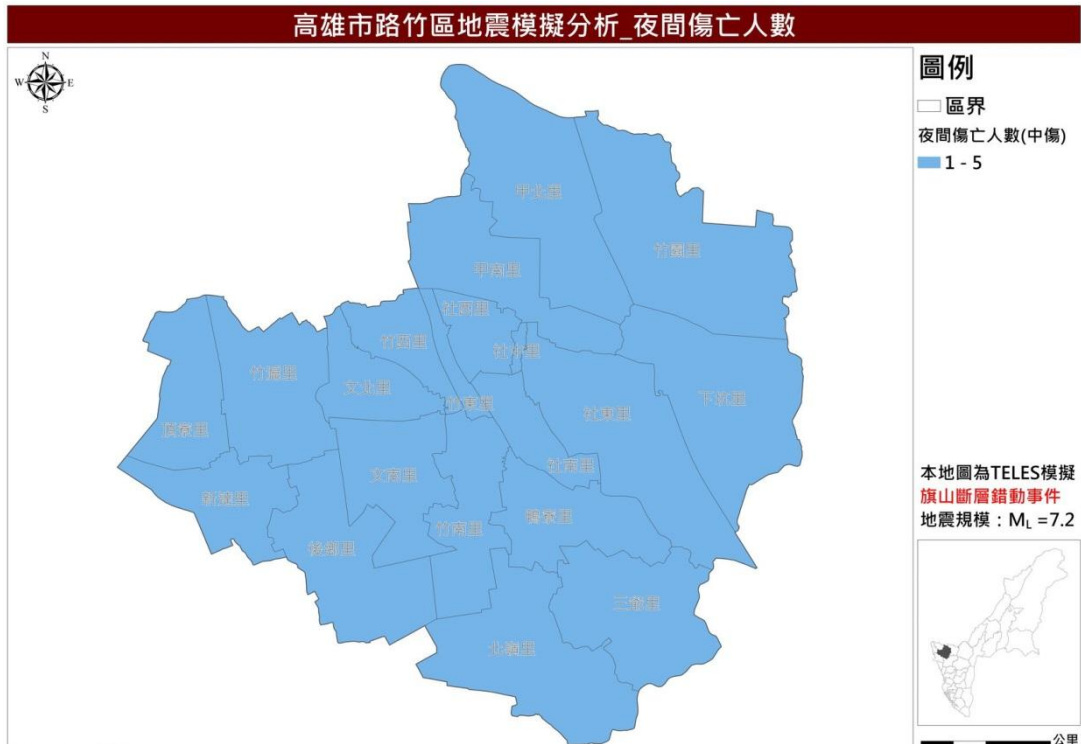 高雄市路竹區地震模擬分析_夜間傷亡人數
N
W E
S
圖例
區界
夜間傷亡人數(中傷)
1 - 5
甲北里
竹園里
甲南里
社西里
竹西里
社中里
竹滬里
文北里
竹東里
社東里
下坑里
頂寮里
社南里
文南里
新達里
鴨寮里
竹南里
後鄉里
三爺里
北嶺里
本地圖為TELES模擬
旗山斷層錯動事件
地震規模：ML =7.2
公里